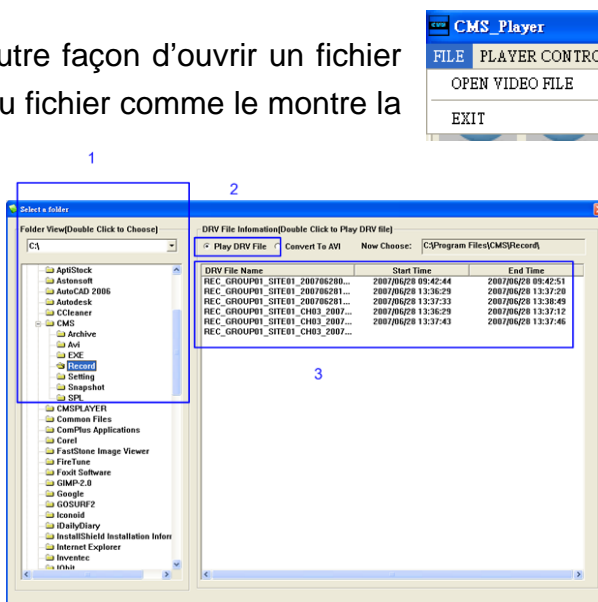 utre façon d'ouvrir un fichier
u fichier comme le montre la
CMS_Player
FILE PLAYER CONTRO
OPEN VIDEO FILE
EXIT
1
2
Select a folder
Folder View(Double Click to Choose)
C:\
AptiStock
Astonsoft
AutoCAD 2006
Autodesk
CCleaner
CMS
Archive
Avi
EXE
Record
Setting
Snapshot
SPL
CMSPLAYER
Common Files
ComPlus Applications
Corel
FastStone Image Viewer
FireTune
Foxit Software
GIMP-2.0
Google
GOSURF2
Iconoid
iDailyDiary
InstallShield Installation Inforr
Internet Explorer
Inventec
IObit
DRV File Infomation(Double Click to Play DRV file)
Play DRV File Convert To AVI Now Choose: C:\Program Files\CMS\Record\
DRV File Name Start Time End Time
REC_GROUP01_SITE01_200706280... 2007/06/28 09:42:44 2007/06/28 09:42:51
REC_GROUP01_SITE01_200706281... 2007/06/28 13:36:29 2007/06/28 13:37:20
REC_GROUP01_SITE01_200706281... 2007/06/28 13:37:33 2007/06/28 13:38:49
REC_GROUP01_SITE01_CH03_2007... 2007/06/28 13:36:29 2007/06/28 13:37:12
REC_GROUP01_SITE01_CH03_2007... 2007/06/28 13:37:43 2007/06/28 13:37:46
REC_GROUP01_SITE01_CH03_2007...
3